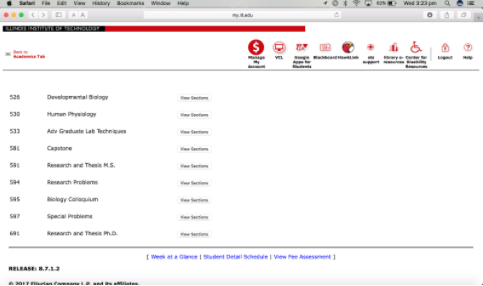 Safari File Edit View History Bookmarks Window Help
62% Wed 3:23 pm
my.iit.edu
ILLINOIS INSTITUTE OF TECHNOLOGY
Back to
Academics Tab
Manage My Account
VCL
Google Apps for Students
Blackboard
HawkLink
ots support
library e-resources
Center for Disability Resources
Logout
Help
526 Developmental Biology View Sections
530 Human Physiology View Sections
533 Adv Graduate Lab Techniques View Sections
581 Capstone View Sections
591 Research and Thesis M.S. View Sections
594 Research Problems View Sections
595 Biology Colloquium View Sections
597 Special Problems View Sections
691 Research and Thesis Ph.D. View Sections
[ Week at a Glance | Student Detail Schedule | View Fee Assessment ]
RELEASE: 8.7.1.2
© 2017 Ellucian Company L.P. and its affiliates.